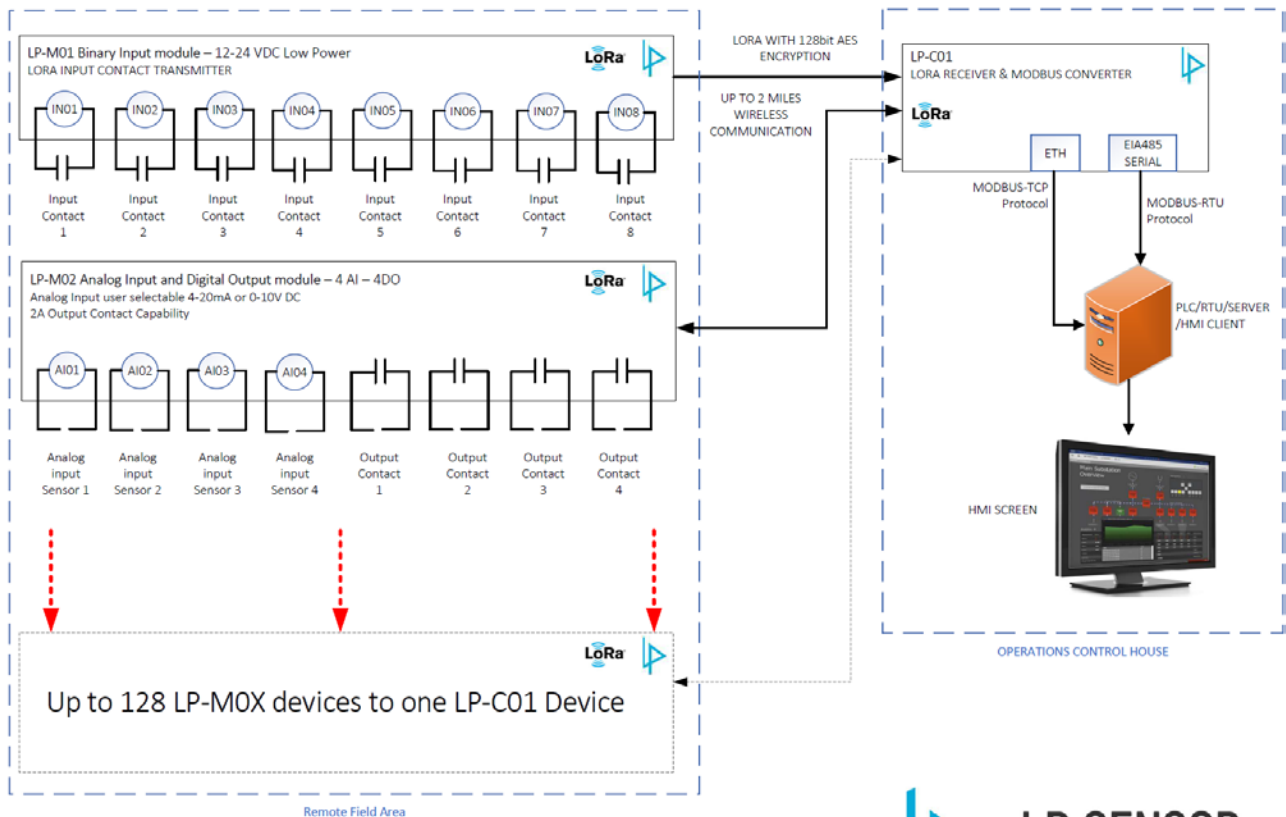 LP-M01 Binary Input module – 12-24 VDC Low Power
LORA INPUT CONTACT TRANSMITTER
LoRa
IN01
IN02
IN03
IN04
IN05
IN06
IN07
IN08
Input
Contact
1
Input
Contact
2
Input
Contact
3
Input
Contact
4
Input
Contact
5
Input
Contact
6
Input
Contact
7
Input
Contact
8
LP-M02 Analog Input and Digital Output module – 4 AI – 4DO
Analog Input user selectable 4-20mA or 0-10V DC
2A Output Contact Capability
LoRa
AI01
AI02
AI03
AI04
Analog
input
Sensor 1
Analog
input
Sensor 2
Analog
input
Sensor 3
Analog
input
Sensor 4
Output
Contact
1
Output
Contact
2
Output
Contact
3
Output
Contact
4
LoRa
Up to 128 LP-M0X devices to one LP-C01 Device
Remote Field Area
LORA WITH 128bit AES
ENCRYPTION
UP TO 2 MILES
WIRELESS
COMMUNICATION
LP-C01
LORA RECEIVER & MODBUS CONVERTER
LoRa
ETH
EIA485
SERIAL
MODBUS-TCP
Protocol
MODBUS-RTU
Protocol
PLC/RTU/SERVER
/HMI CLIENT
HMI SCREEN
Main Substation
Overview
OPERATIONS CONTROL HOUSE
LP SENSOR